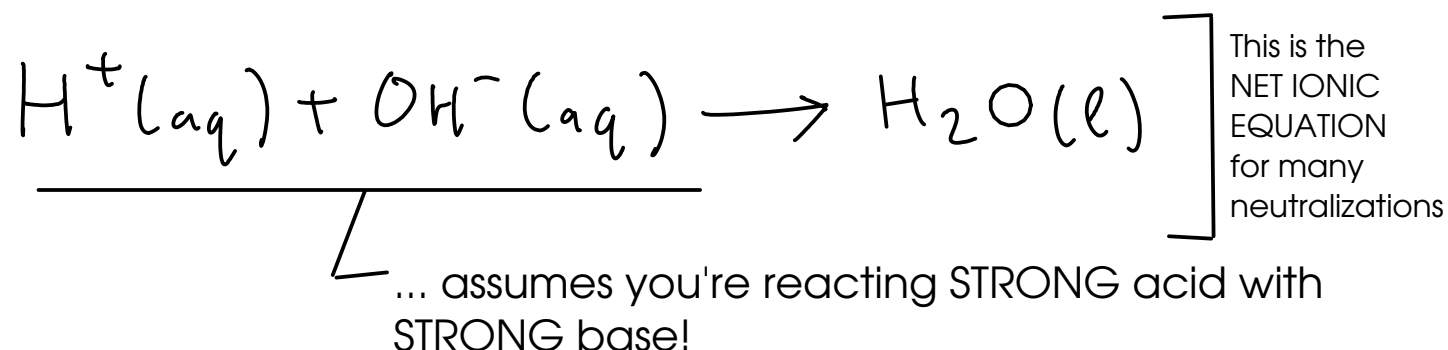 H⁺(aq) + OH⁻(aq) → H₂O(l)
This is the
NET IONIC
EQUATION
for many
neutralizations
... assumes you're reacting STRONG acid with
STRONG base!